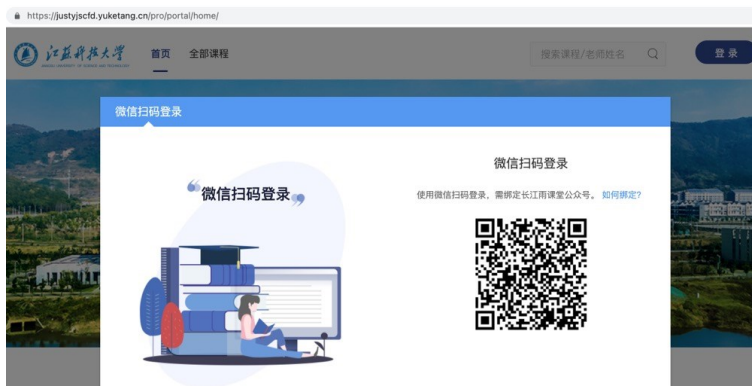 https://justyjscfd.yuketang.cn/pro/portal/home/
江苏科技大学 首页 全部课程 搜索课程/老师姓名 登 录
微信扫码登录
微信扫码登录
使用微信扫码登录，需绑定长江雨课堂公众号。 如何绑定?
“微信扫码登录”